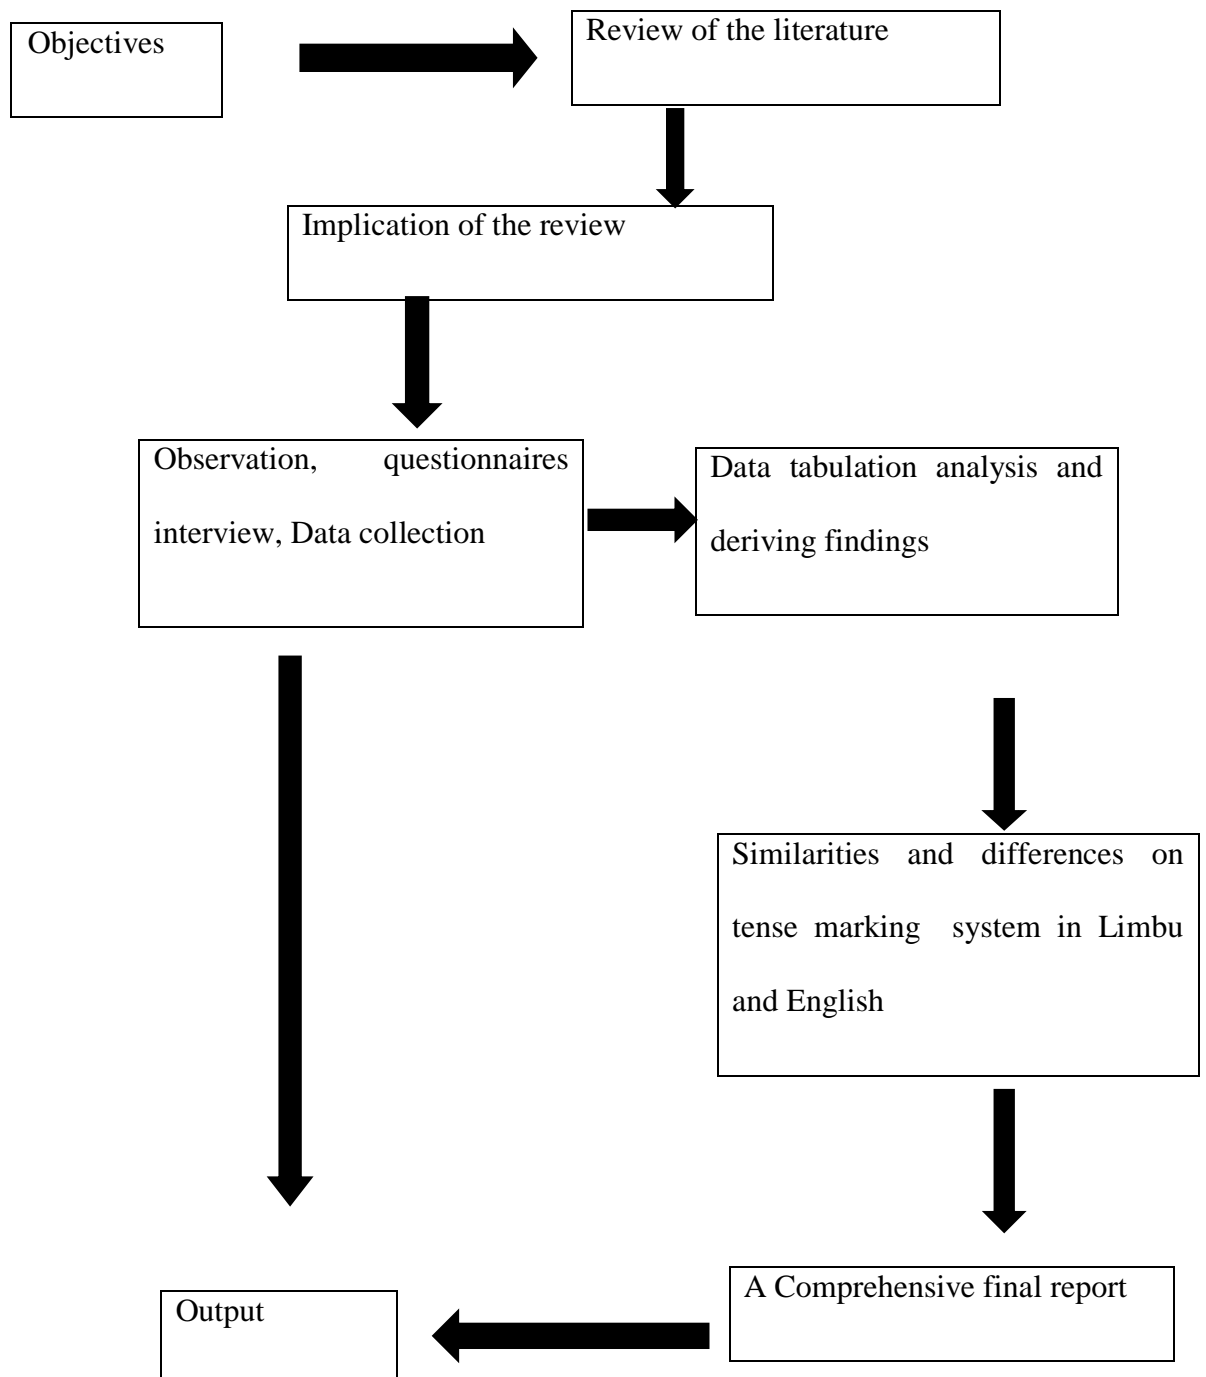 Objectives
Review of the literature
Implication of the review
Observation, questionnaires
interview, Data collection
Data tabulation analysis and
deriving findings
Similarities and differences on
tense marking system in Limbu
and English
A Comprehensive final report
Output